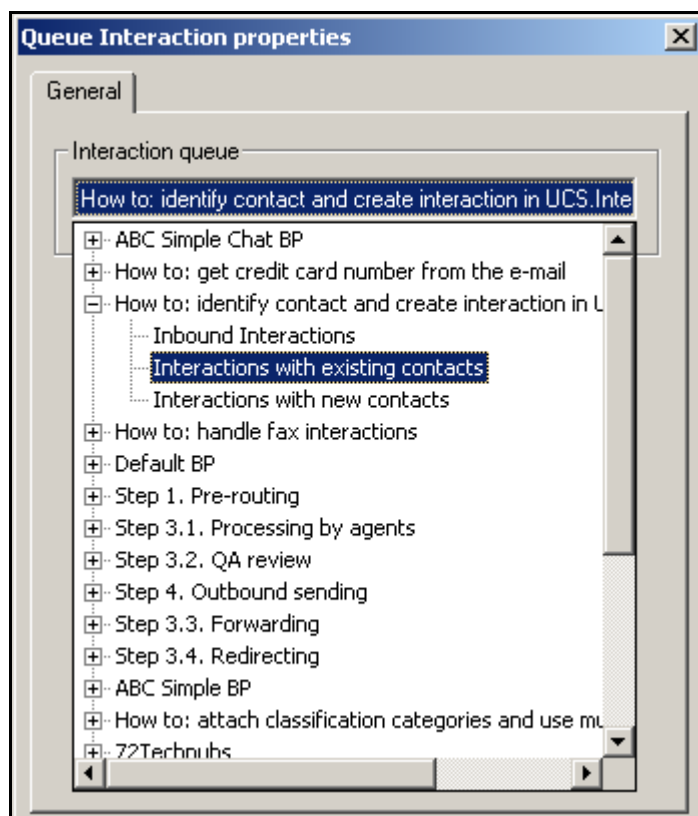 Queue Interaction properties
General
Interaction queue
How to: identify contact and create interaction in UCS.Inte
ABC Simple Chat BP
How to: get credit card number from the e-mail
How to: identify contact and create interaction in U
Inbound Interactions
Interactions with existing contacts
Interactions with new contacts
How to: handle fax interactions
Default BP
Step 1. Pre-routing
Step 3.1. Processing by agents
Step 3.2. QA review
Step 4. Outbound sending
Step 3.3. Forwarding
Step 3.4. Redirecting
ABC Simple BP
How to: attach classification categories and use mu
72Techpubs